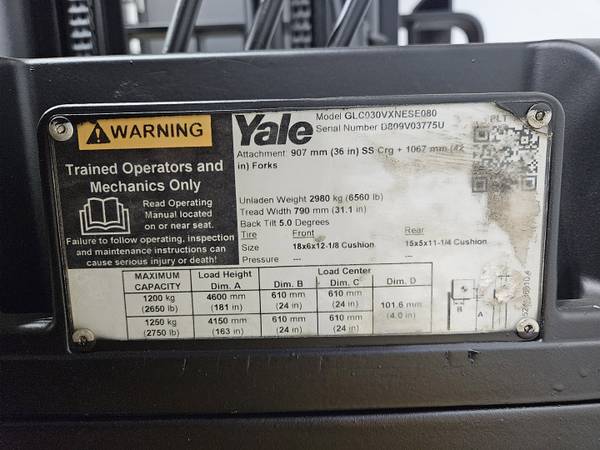 WARNING
Trained Operators and
Mechanics Only
Read Operating
Manual located
on or near seat.
Failure to follow operating, inspection
and maintenance instructions can
cause serious injury or death!
Yale
Model GLC030VXNESE080
Serial Number D809V03775U
PLT
Attachment: 907 mm (36 in) SS Crg + 1067 mm (42
in) Forks
Unladen Weight 2980 kg (6560 lb)
Tread Width 790 mm (31.1 in)
Back Tilt 5.0 Degrees
Tire Front Rear
Size 18x6x12-1/8 Cushion 15x5x11-1/4 Cushion
Pressure --- ---
MAXIMUM CAPACITY Load Height Dim. A Load Center
Dim. B Dim. C Dim. D
1200 kg (2650 lb) 4600 mm (181 in) 610 mm (24 in) 610 mm (24 in) 101.6 mm (4.0 in)
1250 kg (2750 lb) 4150 mm (163 in) 610 mm (24 in) 610 mm (24 in)
B A